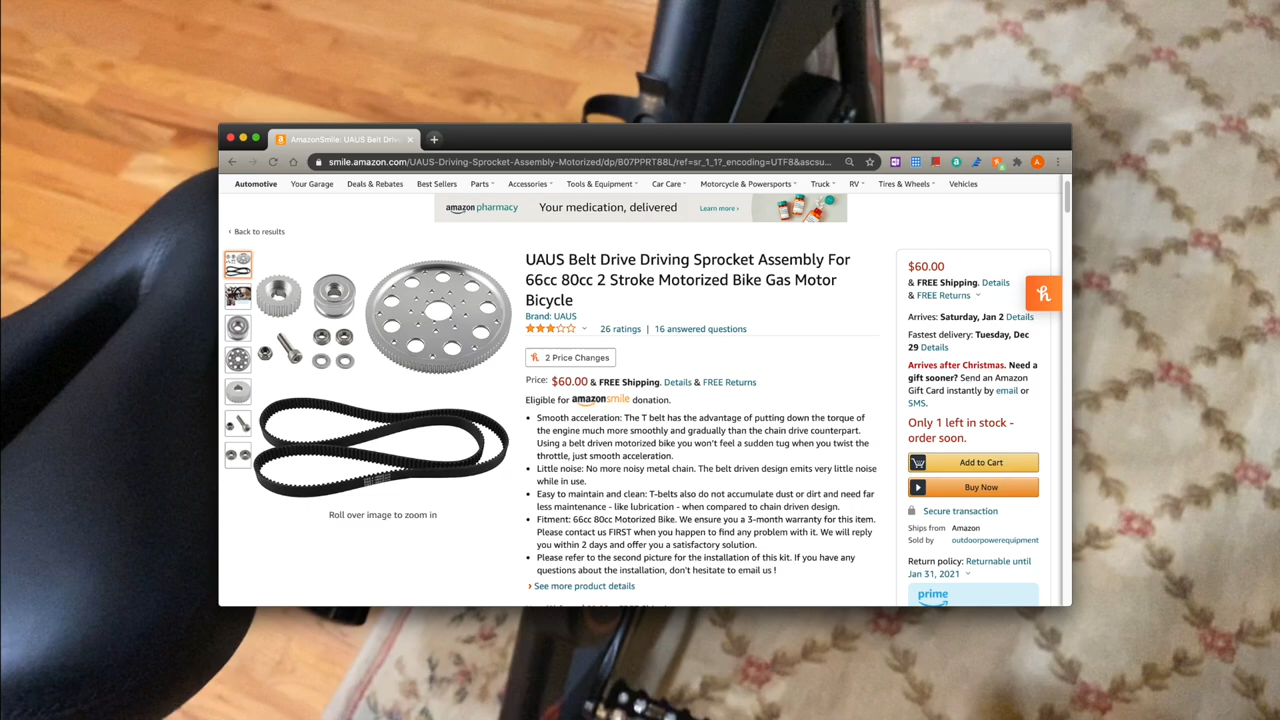 AmazonSmile: UAUS Belt Driv
smile.amazon.com/UAUS-Driving-Sprocket-Assembly-Motorized/dp/B07PPRT88L/ref=sr_1_1?_encoding=UTF8&ascsu...
A
Automotive Your Garage Deals & Rebates Best Sellers Parts Accessories Tools & Equipment Car Care Motorcycle & Powersports Truck RV Tires & Wheels Vehicles
amazon pharmacy Your medication, delivered Learn more ›
‹ Back to results
UAUS Belt Drive Driving Sprocket Assembly For
66cc 80cc 2 Stroke Motorized Bike Gas Motor
Bicycle
Brand: UAUS
26 ratings | 16 answered questions
2 Price Changes
Price: $60.00 & FREE Shipping. Details & FREE Returns
Eligible for amazonsmile donation.
• Smooth acceleration: The T belt has the advantage of putting down the torque of
the engine much more smoothly and gradually than the chain drive counterpart.
Using a belt driven motorized bike you won't feel a sudden tug when you twist the
throttle, just smooth acceleration.
• Little noise: No more noisy metal chain. The belt driven design emits very little noise
while in use.
• Easy to maintain and clean: T-belts also do not accumulate dust or dirt and need far
less maintenance - like lubrication - when compared to chain driven design.
• Fitment: 66cc 80cc Motorized Bike. We ensure you a 3-month warranty for this item.
Please contact us FIRST when you happen to find any problem with it. We will reply
you within 2 days and offer you a satisfactory solution.
• Please refer to the second picture for the installation of this kit. If you have any
questions about the installation, don't hesitate to email us !
› See more product details
Roll over image to zoom in
$60.00
& FREE Shipping. Details
& FREE Returns
h
Arrives: Saturday, Jan 2 Details
Fastest delivery: Tuesday, Dec
29 Details
Arrives after Christmas. Need a
gift sooner? Send an Amazon
Gift Card instantly by email or
SMS.
Only 1 left in stock -
order soon.
Add to Cart
Buy Now
Secure transaction
Ships from Amazon
Sold by outdoorpowerequipment
Return policy: Returnable until
Jan 31, 2021
prime